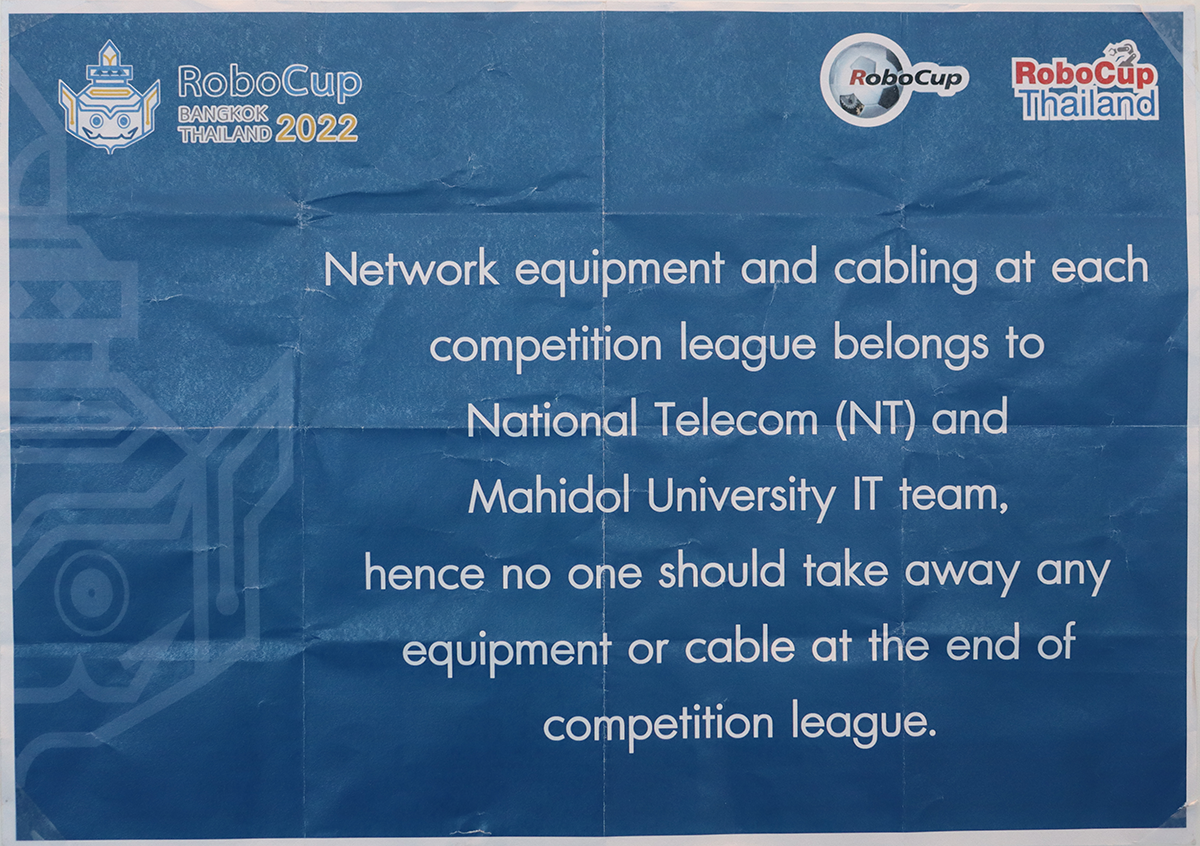 RoboCup
BANGKOK
THAILAND 2022
RoboCup
RoboCup
Thailand
Network equipment and cabling at each
competition league belongs to
National Telecom (NT) and
Mahidol University IT team,
hence no one should take away any
equipment or cable at the end of
competition league.